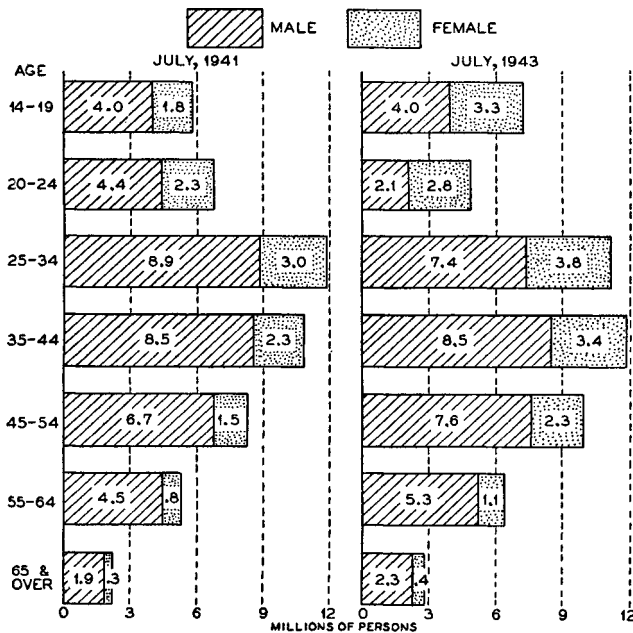 MALE FEMALE
AGE JULY, 1941 JULY, 1943
14-19 4.0 1.8 4.0 3.3
20-24 4.4 2.3 2.1 2.8
25-34 8.9 3.0 7.4 3.8
35-44 8.5 2.3 8.5 3.4
45-54 6.7 1.5 7.6 2.3
55-64 4.5 .8 5.3 1.1
65 &
OVER 1.9 .3 2.3 .4
0 3 6 9 12 0 3 6 9 12
MILLIONS OF PERSONS